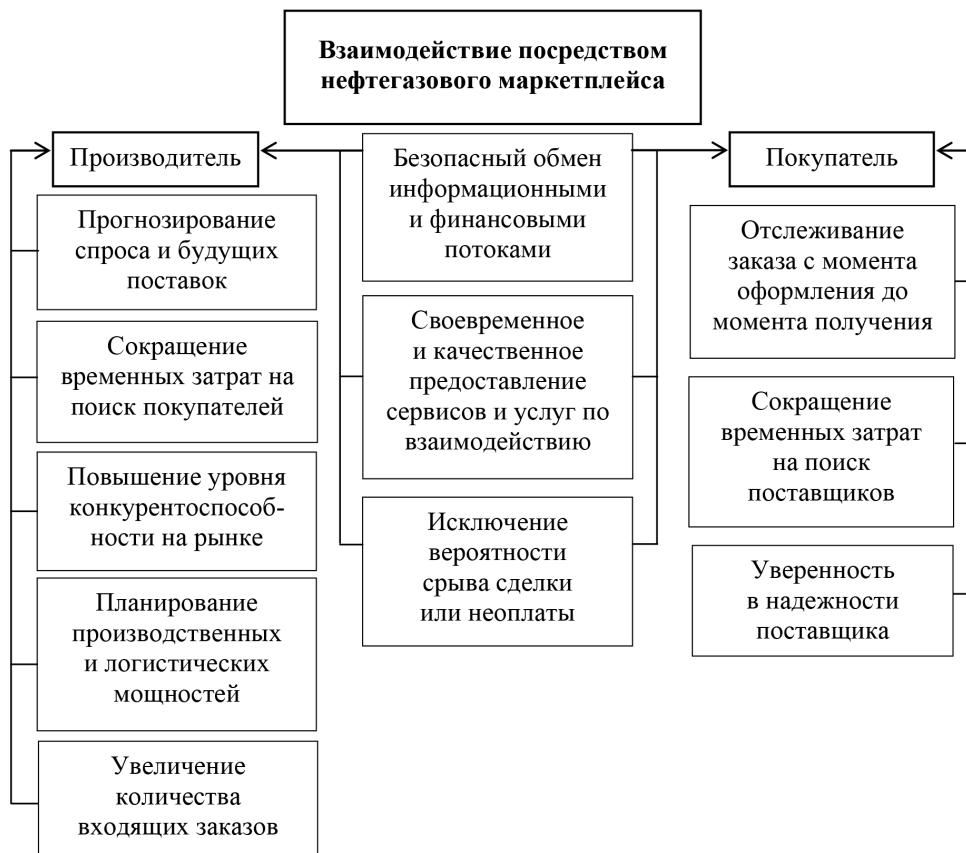 Взаимодействие посредством
нефтегазового маркетплейса
Производитель
Прогнозирование
спроса и будущих
поставок
Сокращение
временных затрат на
поиск покупателей
Повышение уровня
конкурентоспособ-
ности на рынке
Планирование
производственных
и логистических
мощностей
Увеличение
количества
входящих заказов
Безопасный обмен
информационными
и финансовыми
потоками
Своевременное
и качественное
предоставление
сервисов и услуг по
взаимодействию
Исключение
вероятности
срыва сделки
или неоплаты
Покупатель
Отслеживание
заказа с момента
оформления до
момента получения
Сокращение
временных затрат
на поиск
поставщиков
Уверенность
в надежности
поставщика